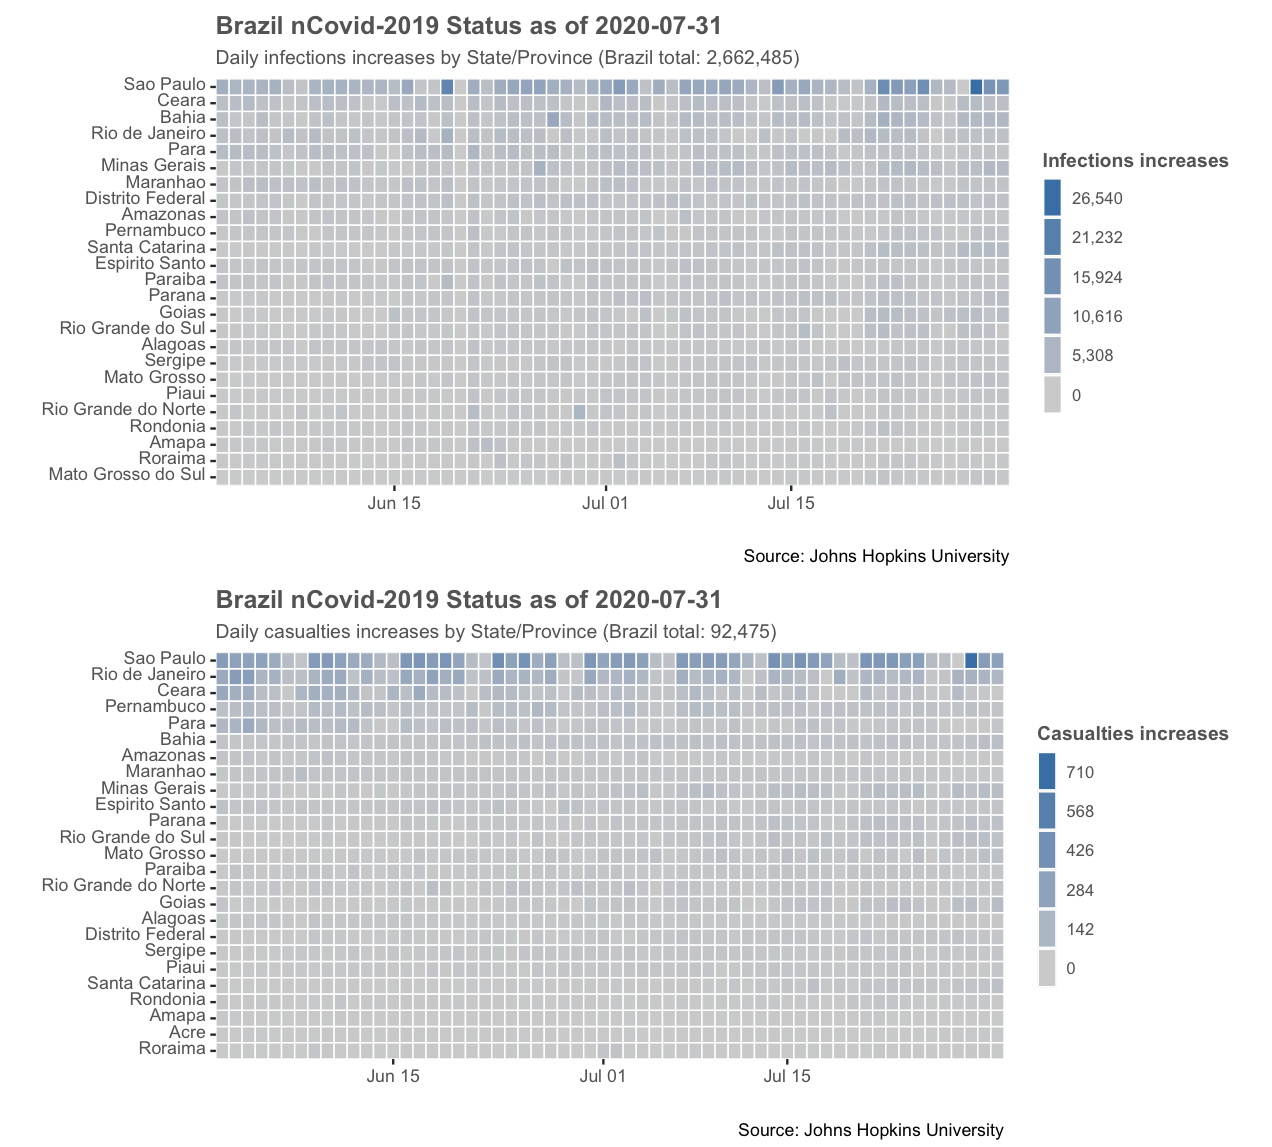 Brazil nCovid-2019 Status as of 2020-07-31
Daily infections increases by State/Province (Brazil total: 2,662,485)
Sao Paulo
Ceara
Bahia
Rio de Janeiro
Para
Minas Gerais
Maranhao
Distrito Federal
Amazonas
Pernambuco
Santa Catarina
Espirito Santo
Paraiba
Parana
Goias
Rio Grande do Sul
Alagoas
Sergipe
Mato Grosso
Piaui
Rio Grande do Norte
Rondonia
Amapa
Roraima
Mato Grosso do Sul
Jun 15 Jul 01 Jul 15
Infections increases
26,540
21,232
15,924
10,616
5,308
0
Source: Johns Hopkins University
Brazil nCovid-2019 Status as of 2020-07-31
Daily casualties increases by State/Province (Brazil total: 92,475)
Sao Paulo
Rio de Janeiro
Ceara
Pernambuco
Para
Bahia
Amazonas
Maranhao
Minas Gerais
Espirito Santo
Parana
Rio Grande do Sul
Mato Grosso
Paraiba
Rio Grande do Norte
Goias
Alagoas
Distrito Federal
Sergipe
Piaui
Santa Catarina
Rondonia
Amapa
Acre
Roraima
Jun 15 Jul 01 Jul 15
Casualties increases
710
568
426
284
142
0
Source: Johns Hopkins University